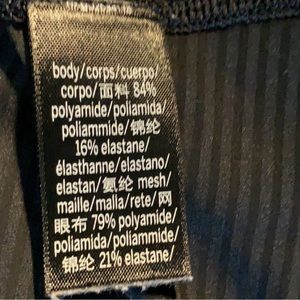 body/corps/cuerpo/
corpo/面料 84%
polyamide/poliamida/
poliammide/锦纶
16% elastane/
élasthanne/elastano/
elastan/氨纶 mesh/
maille/malla/rete/网
眼布 79% polyamide/
poliamida/poliammide/
锦纶 21% elastane/